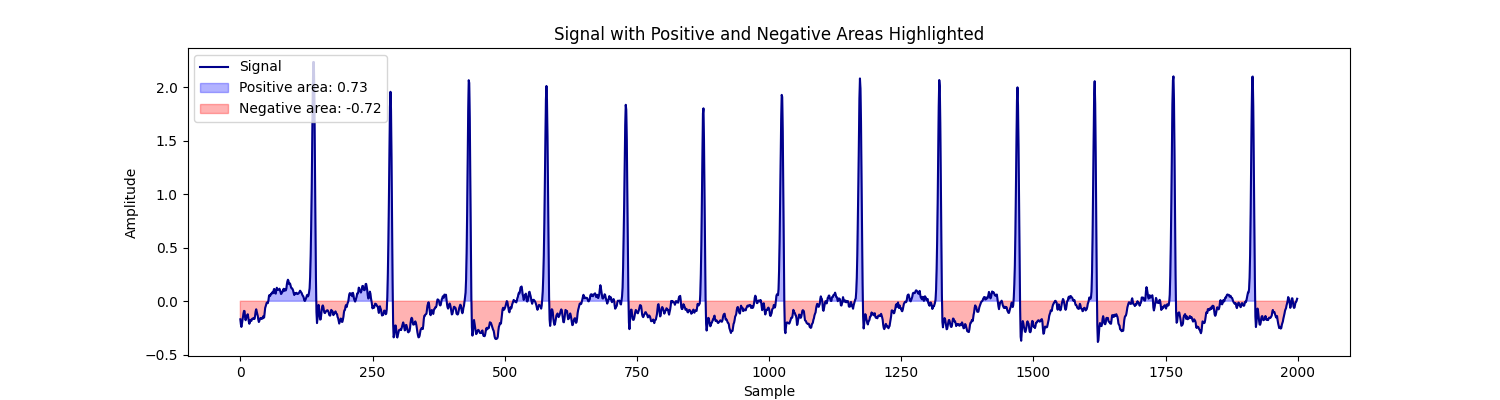 Signal with Positive and Negative Areas Highlighted
Signal
Positive area: 0.73
Negative area: -0.72
Amplitude
2.0
1.5
1.0
0.5
0.0
−0.5
0 250 500 750 1000 1250 1500 1750 2000
Sample